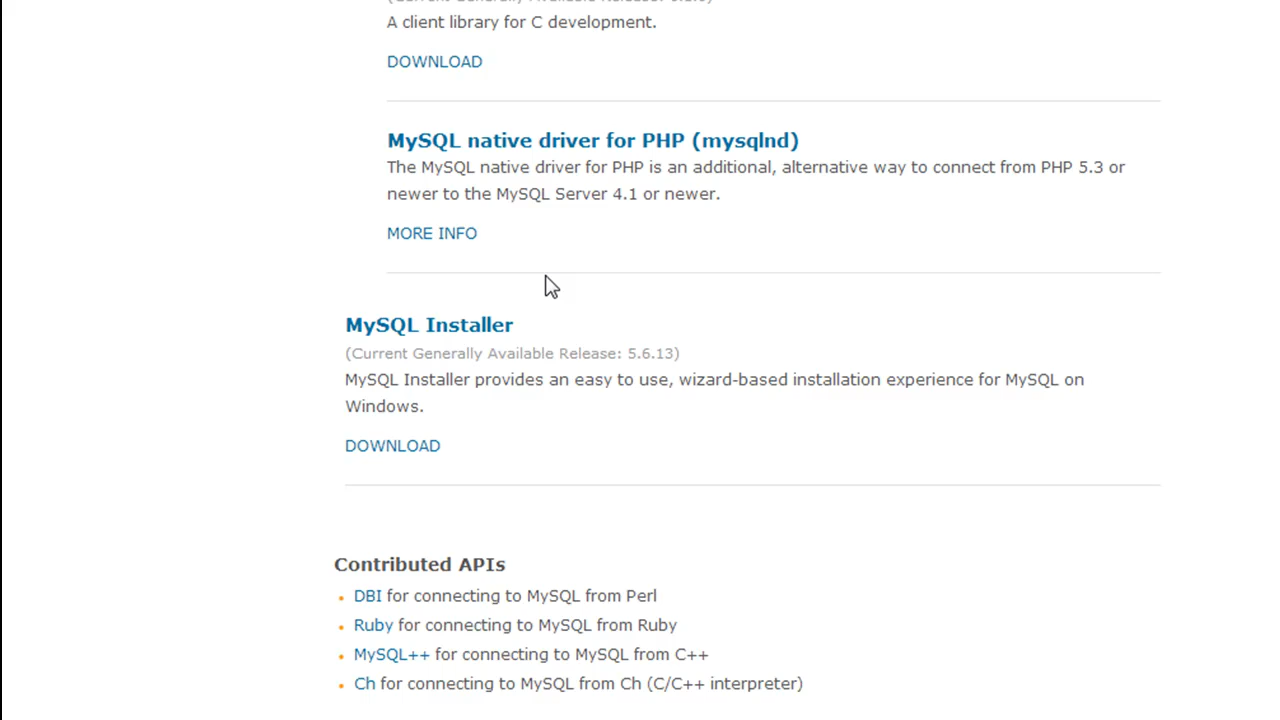 A client library for C development.
DOWNLOAD
MySQL native driver for PHP (mysqlnd)
The MySQL native driver for PHP is an additional, alternative way to connect from PHP 5.3 or
newer to the MySQL Server 4.1 or newer.
MORE INFO
MySQL Installer
(Current Generally Available Release: 5.6.13)
MySQL Installer provides an easy to use, wizard-based installation experience for MySQL on
Windows.
DOWNLOAD
Contributed APIs
• DBI for connecting to MySQL from Perl
• Ruby for connecting to MySQL from Ruby
• MySQL++ for connecting to MySQL from C++
• Ch for connecting to MySQL from Ch (C/C++ interpreter)